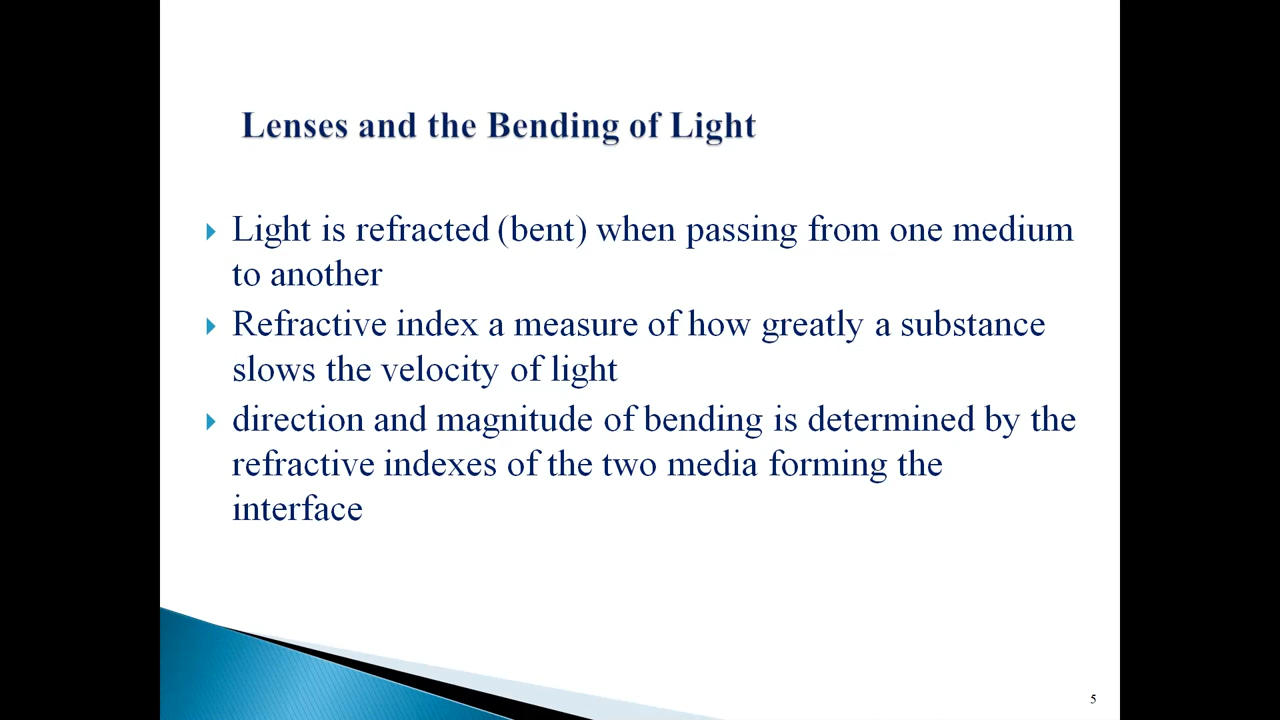 Lenses and the Bending of Light
Light is refracted (bent) when passing from one medium
to another
Refractive index a measure of how greatly a substance
slows the velocity of light
direction and magnitude of bending is determined by the
refractive indexes of the two media forming the
interface
5